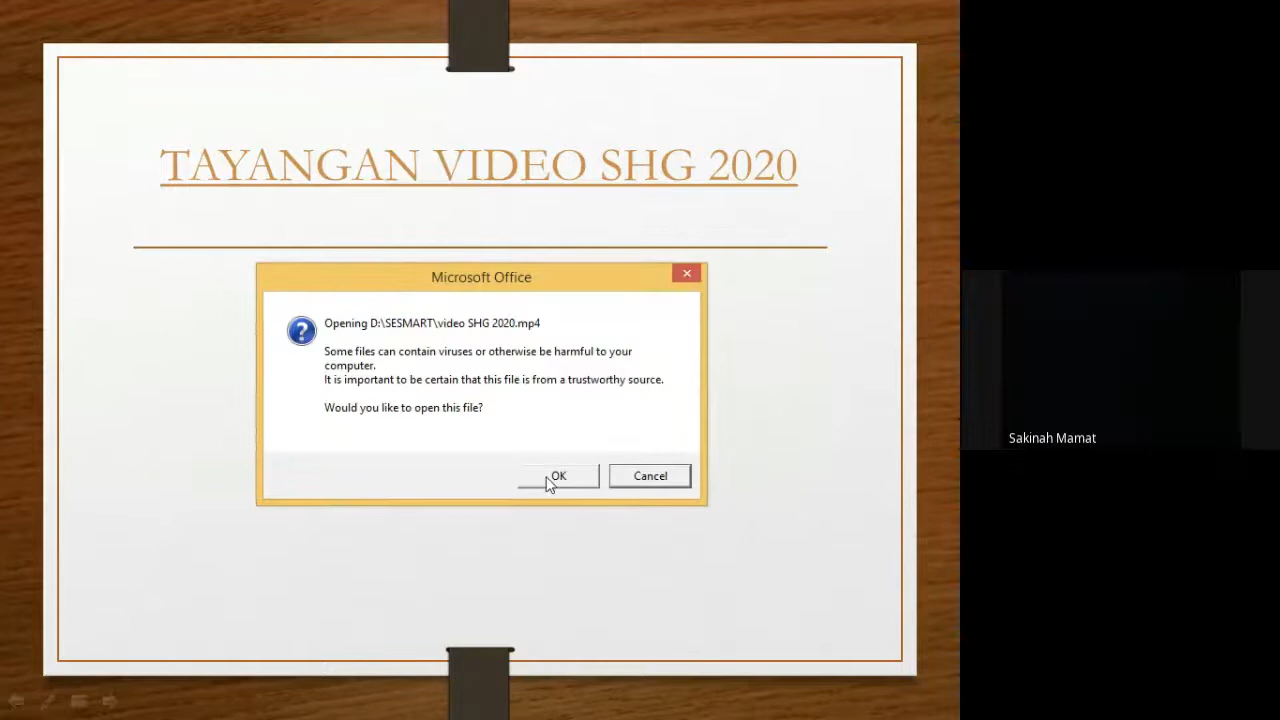 TAYANGAN VIDEO SHG 2020
Microsoft Office
Opening D:\SESMART\video SHG 2020.mp4
Some files can contain viruses or otherwise be harmful to your
computer.
It is important to be certain that this file is from a trustworthy source.
Would you like to open this file?
OK
Cancel
Sakinah Mamat